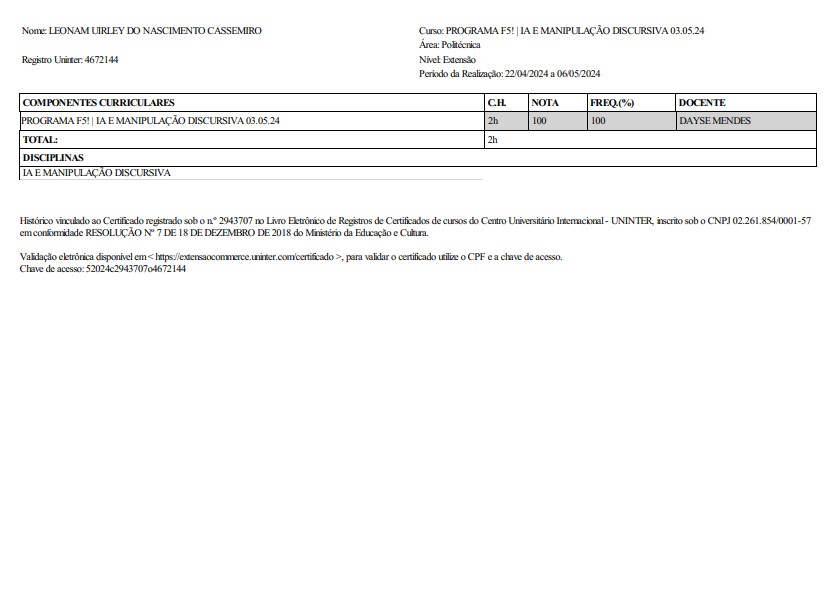 Nome: LEONAM UIRLEY DO NASCIMENTO CASSEMIRO
Registro Uninter: 4672144
Curso: PROGRAMA F5! | IA E MANIPULAÇÃO DISCURSIVA 03.05.24
Área: Politécnica
Nível: Extensão
Período da Realização: 22/04/2024 a 06/05/2024
COMPONENTES CURRICULARES C.H. NOTA FREQ.(%) DOCENTE
PROGRAMA F5! | IA E MANIPULAÇÃO DISCURSIVA 03.05.24 2h 100 100 DAYSE MENDES
TOTAL: 2h
DISCIPLINAS
IA E MANIPULAÇÃO DISCURSIVA
Histórico vinculado ao Certificado registrado sob o n.º 2943707 no Livro Eletrônico de Registros de Certificados de cursos do Centro Universitário Internacional - UNINTER, inscrito sob o CNPJ 02.261.854/0001-57
em conformidade RESOLUÇÃO Nº 7 DE 18 DE DEZEMBRO DE 2018 do Ministério da Educação e Cultura.
Validação eletrônica disponível em < https://extensaocommerce.uninter.com/certificado >, para validar o certificado utilize o CPF e a chave de acesso.
Chave de acesso: 52024c2943707o4672144